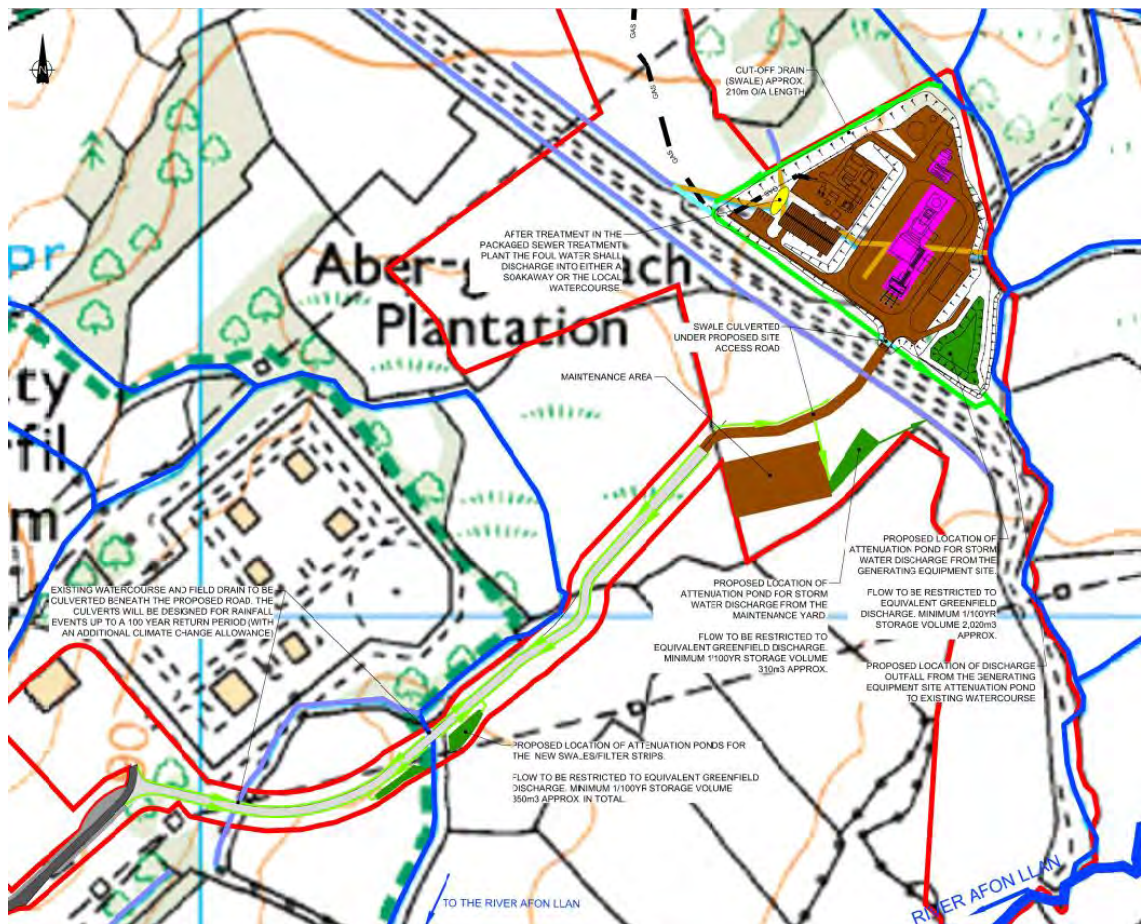 N
GAS
GAS
GAS
GAS
CUT-OFF DRAIN
(SWALE) APPROX.
210m O/A LENGTH
AFTER TREATMENT IN THE
PACKAGED SEWER TREATMENT
PLANT THE FOUL WATER SHALL
DISCHARGE INTO EITHER A
SOAKAWAY OR THE LOCAL
WATERCOURSE
pr
Plantation
SWALE CULVERTED
UNDER PROPOSED SITE
ACCESS ROAD
MAINTENANCE AREA
ty
fil
m
PROPOSED LOCATION OF
ATTENUATION POND FOR STORM
WATER DISCHARGE FROM THE
GENERATING EQUIPMENT SITE.
FLOW TO BE RESTRICTED TO
EQUIVALENT GREENFIELD
DISCHARGE. MINIMUM 1/100YR
STORAGE VOLUME 2,020m3
APPROX.
PROPOSED LOCATION OF
ATTENUATION POND FOR STORM
WATER DISCHARGE FROM THE
MAINTENANCE YARD.
FLOW TO BE RESTRICTED TO
EQUIVALENT GREENFIELD DISCHARGE.
MINIMUM 1/100YR STORAGE VOLUME
310m3 APPROX.
EXISTING WATERCOURSE AND FIELD DRAIN TO BE
CULVERTED BENEATH THE PROPOSED ROAD. THE
CULVERTS WILL BE DESIGNED FOR RAINFALL
EVENTS UP TO A 100 YEAR RETURN PERIOD (WITH
AN ADDITIONAL CLIMATE CHANGE ALLOWANCE)
PROPOSED LOCATION OF DISCHARGE
OUTFALL FROM THE GENERATING
EQUIPMENT SITE ATTENUATION POND
TO EXISTING WATERCOURSE
PROPOSED LOCATION OF ATTENUATION PONDS FOR
THE NEW SWALES/FILTER STRIPS.
FLOW TO BE RESTRICTED TO EQUIVALENT GREENFIELD
DISCHARGE. MINIMUM 1/100YR STORAGE VOLUME
350m3 APPROX. IN TOTAL.
TO THE RIVER AFON LLAN
RIVER AFON LLAN